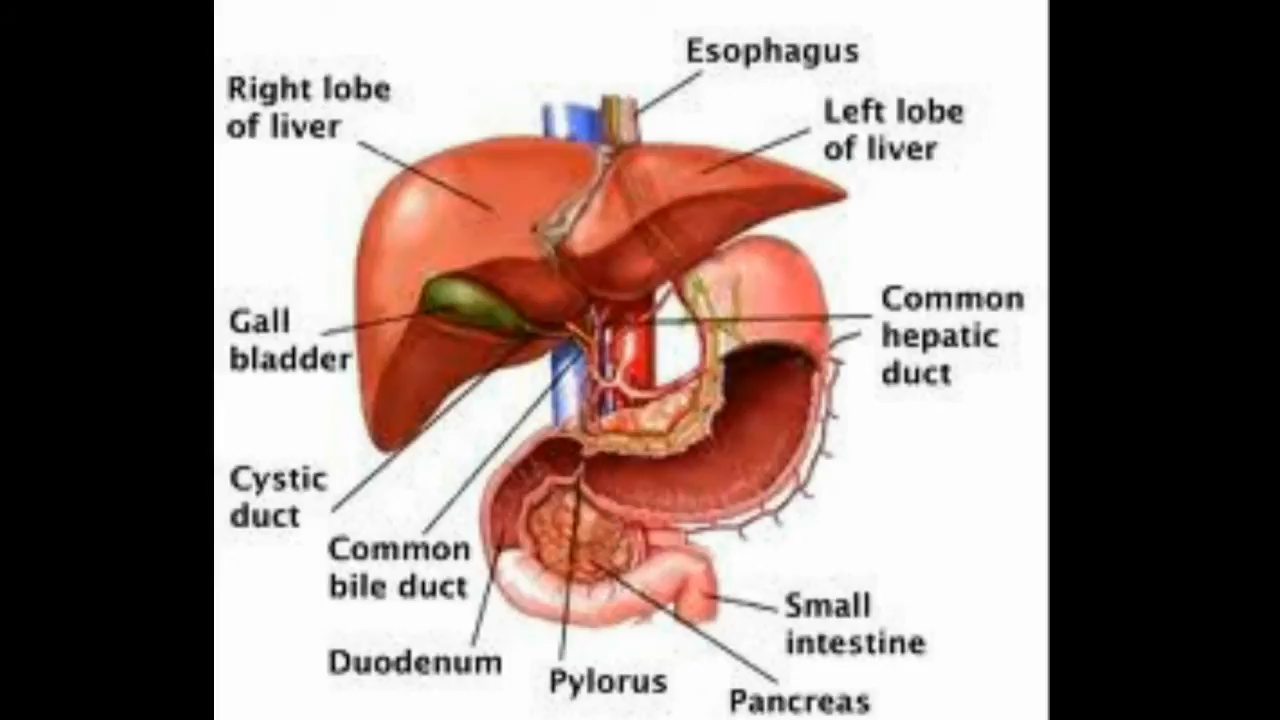 Esophagus
Right lobe
of liver
Left lobe
of liver
Gall
bladder
Common
hepatic
duct
Cystic
duct
Common
bile duct
Duodenum
Pylorus
Small
intestine
Pancreas